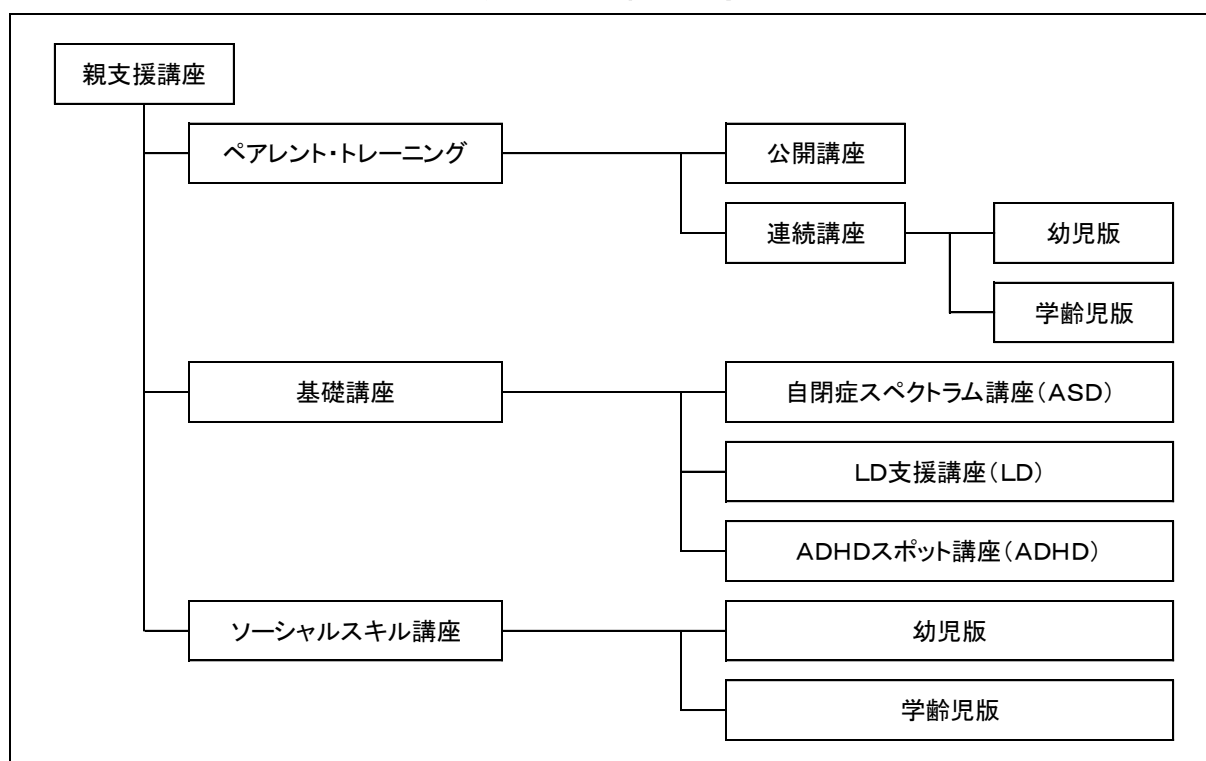 親支援講座
ペアレント・トレーニング
公開講座
連続講座
幼児版
学齢児版
基礎講座
自閉症スペクトラム講座(ASD)
LD支援講座(LD)
ADHDスポット講座(ADHD)
ソーシャルスキル講座
幼児版
学齢児版